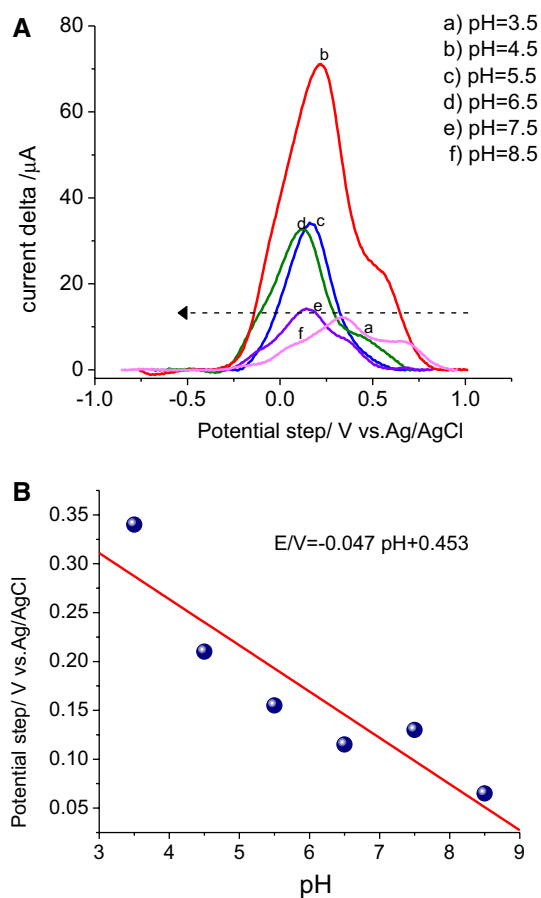 A
a) pH=3.5
b) pH=4.5
c) pH=5.5
d) pH=6.5
e) pH=7.5
f) pH=8.5
80
60
40
20
0
current delta /µA
b
d
c
e
f
a
-1.0
-0.5
0.0
0.5
1.0
Potential step/ V vs.Ag/AgCl
B
E/V=-0.047 pH+0.453
0.35
0.30
0.25
0.20
0.15
0.10
0.05
Potential step/ V vs.Ag/AgCl
3
4
5
6
7
8
9
pH